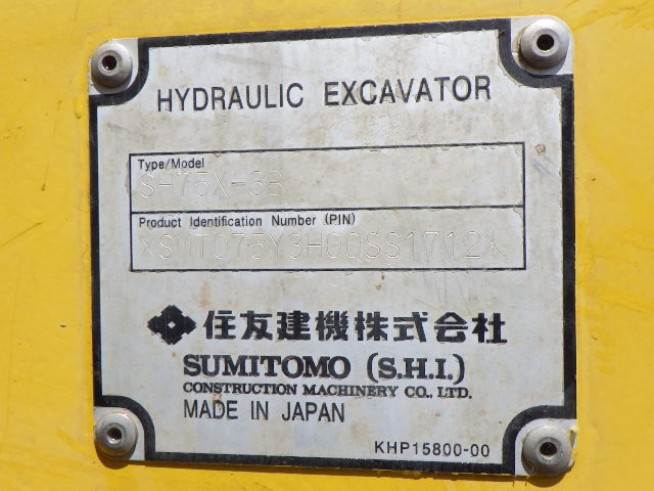 HYDRAULIC EXCAVATOR
Type/Model
Product Identification Number (PIN)
住友建機株式会社
SUMITOMO (S.H.I.)
CONSTRUCTION MACHINERY CO., LTD.
MADE IN JAPAN
KHP15800-00